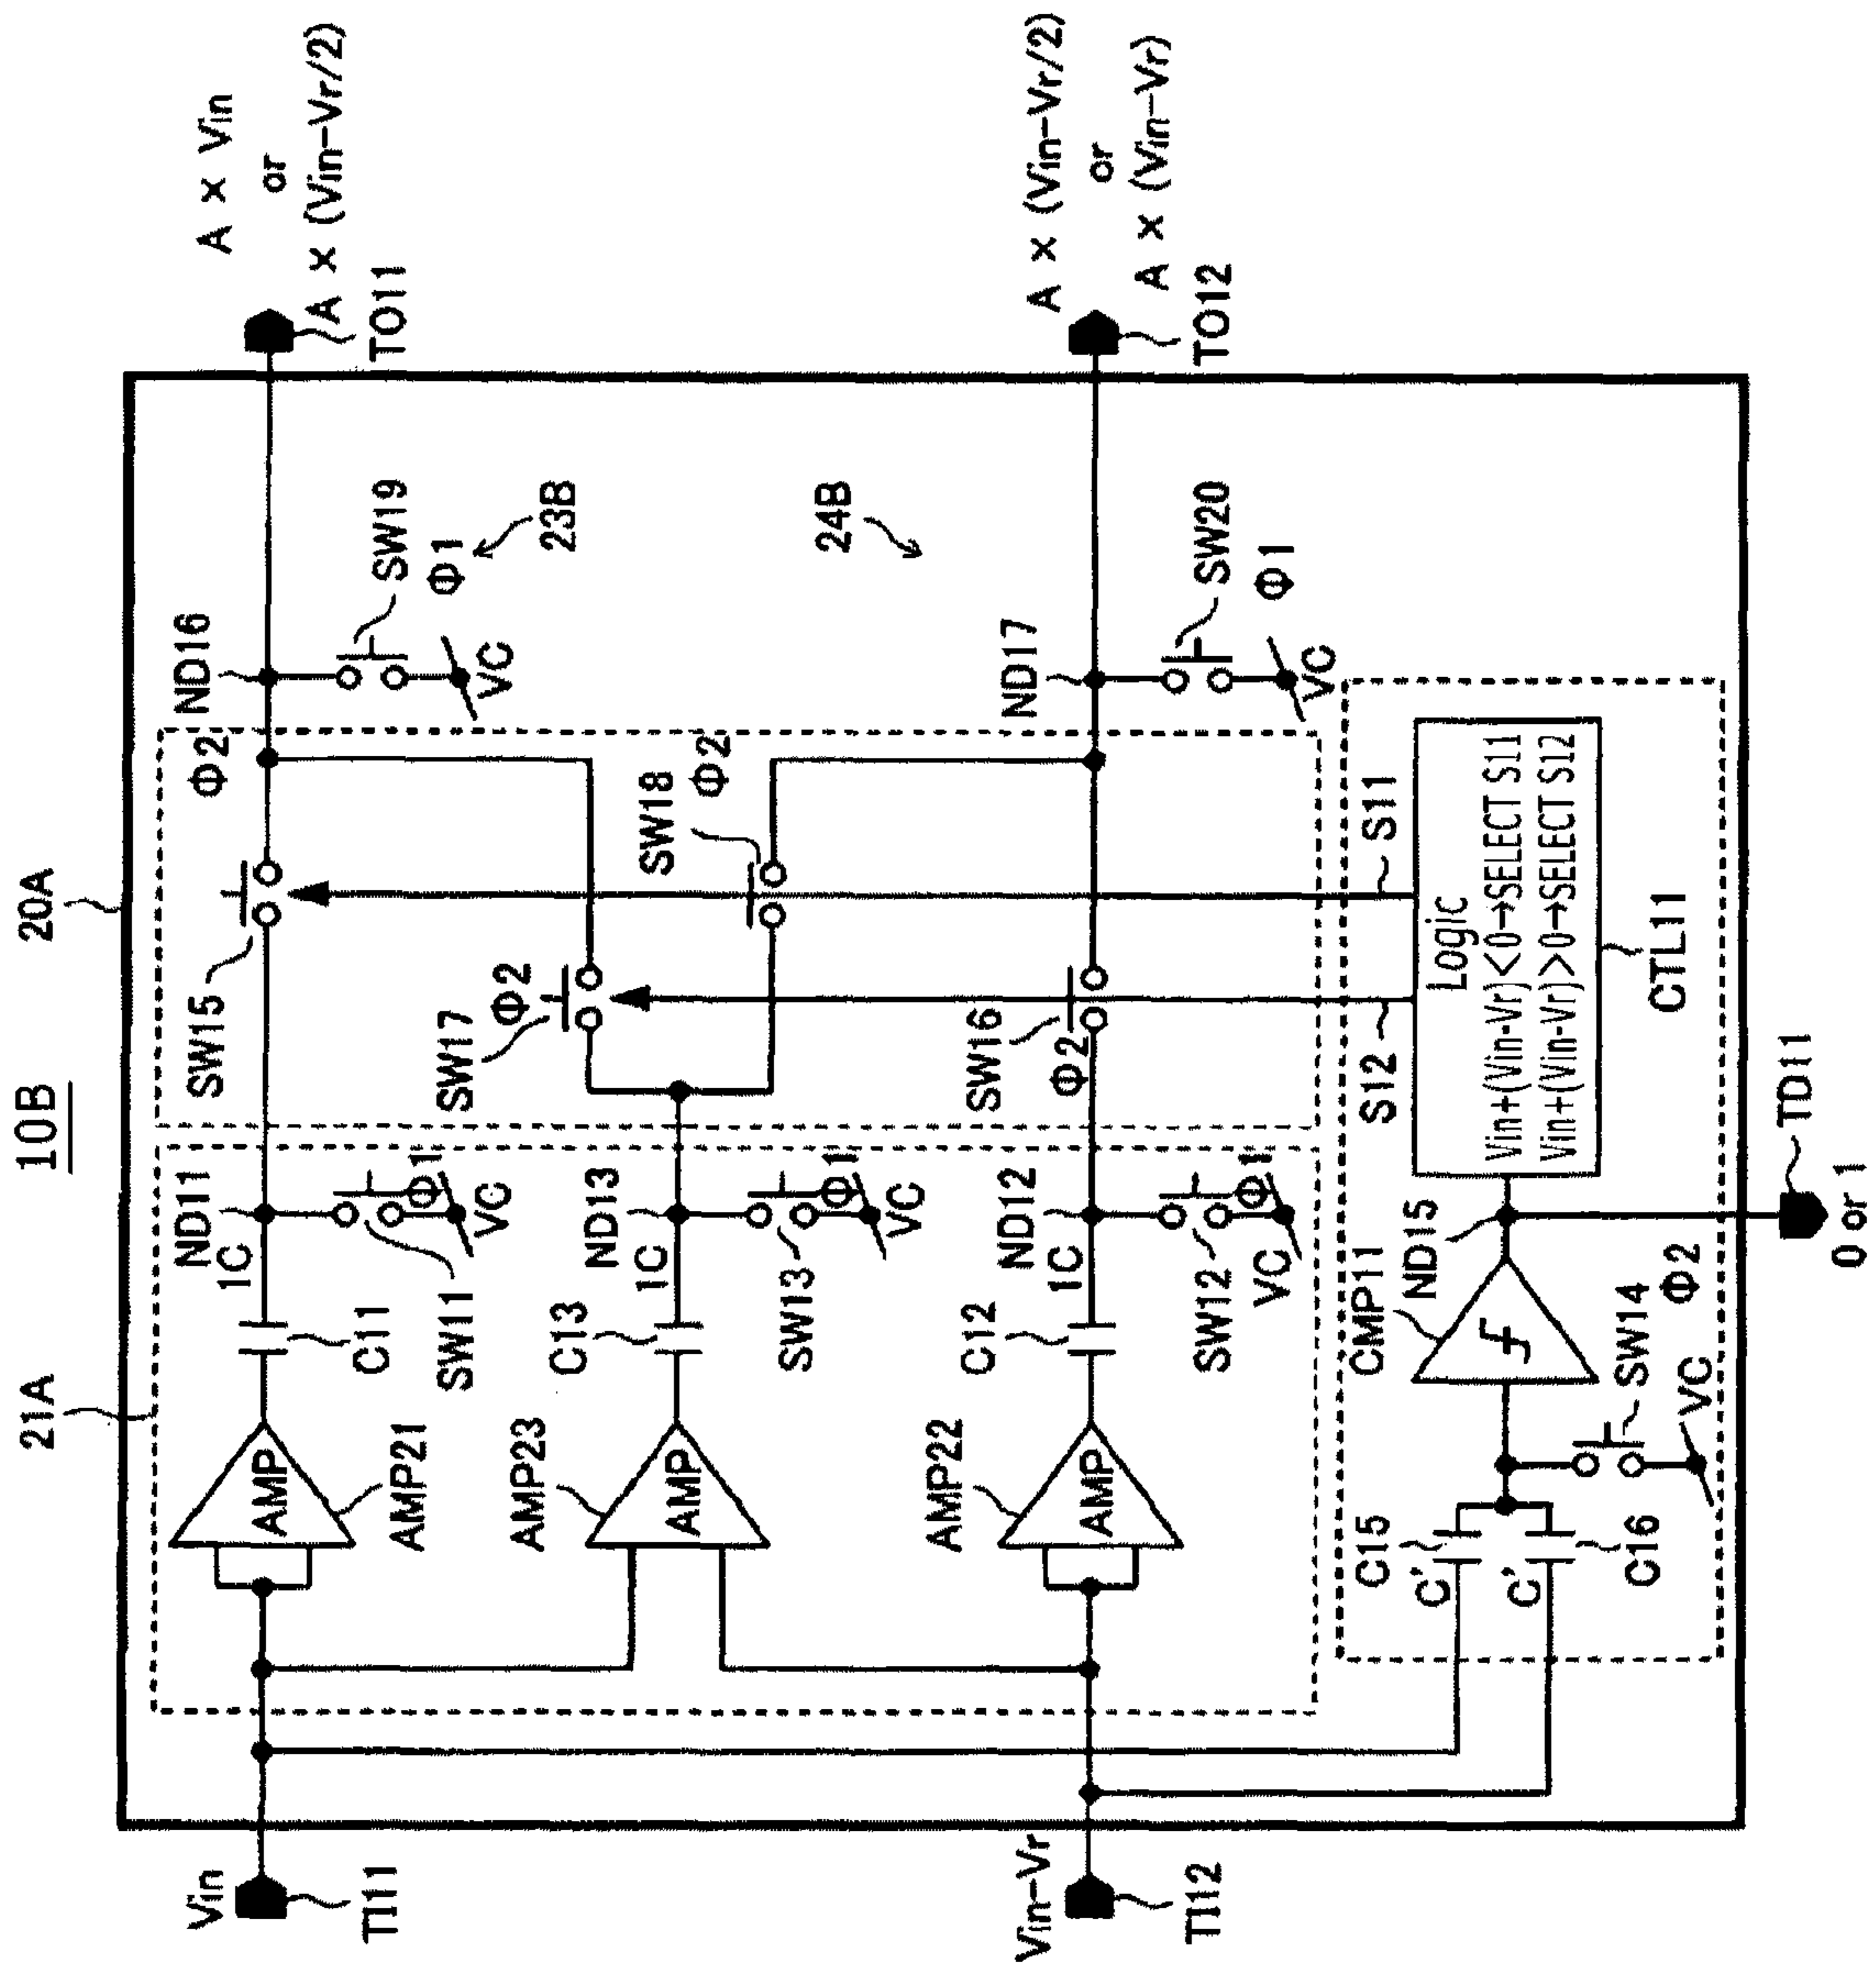 10B
20A
21A
Vin
TI11
Vin-Vr
TI12
AMP
AMP21
AMP
AMP23
AMP
AMP22
C11
1C
ND11
SW11
Φ1
VC
C13
1C
ND13
SW13
Φ1
VC
C12
1C
ND12
SW12
Φ1
VC
SW15
Φ2
SW17
Φ2
SW18
Φ2
SW16
Φ2
ND16
SW19
Φ1
VC
23B
24B
ND17
SW20
Φ1
VC
A × Vin
or
A × (Vin-Vr/2)
TO11
A × (Vin-Vr/2)
or
A × (Vin-Vr)
TO12
C15
C'
C'
C16
CMP11
ND15
SW14
Φ2
VC
S12
S11
Logic
Vin+(Vin-Vr)<0→SELECT S11
Vin+(Vin-Vr)>0→SELECT S12
CTL11
TD11
0 or 1